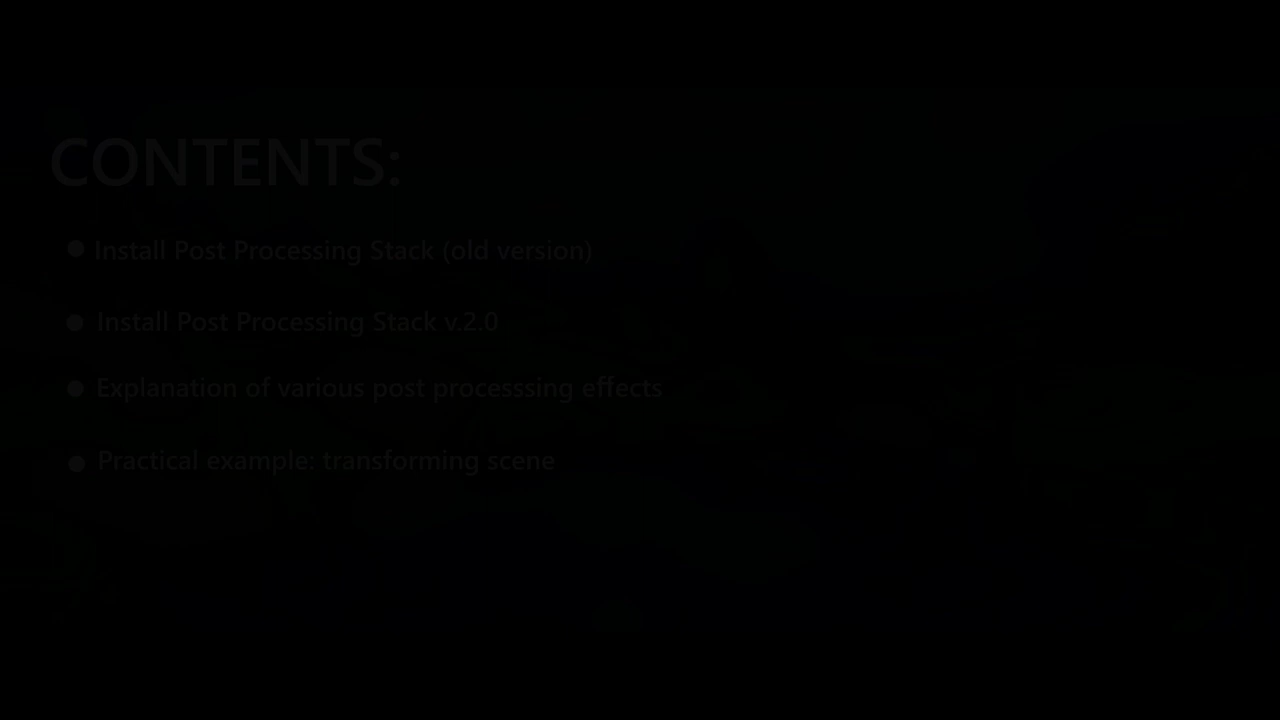 CONTENTS:
● Install Post Processing Stack (old version)
● Install Post Processing Stack v.2.0
● Explanation of various post processsing effects
● Practical example: transforming scene